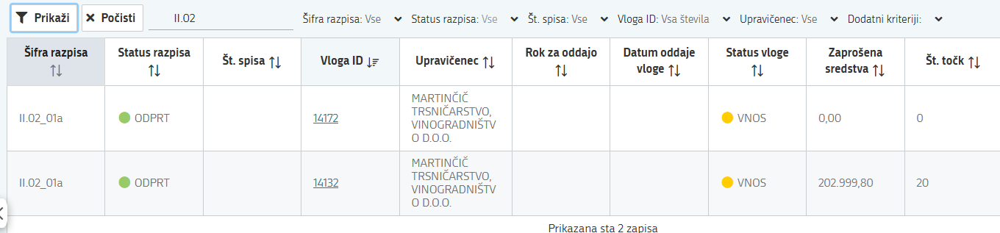 Prikaži Počisti II.02 Šifra razpisa: Vse Status razpisa: Vse Št. spisa: Vse Vloga ID: Vsa števila Upravičenec: Vse Dodatni kriteriji:
Šifra razpisa Status razpisa Št. spisa Vloga ID Upravičenec Rok za oddajo Datum oddaje vloge Status vloge Zaprošena sredstva Št. točk
II.02_01a ODPRT 14172
MARTINČIČ
TRSNIČARSTVO,
VINOGRADNIŠTV
O D.O.O.
VNOS 0,00 0
II.02_01a ODPRT 14132
MARTINČIČ
TRSNIČARSTVO,
VINOGRADNIŠTV
O D.O.O.
VNOS 202.999,80 20
Prikazana sta 2 zapisa